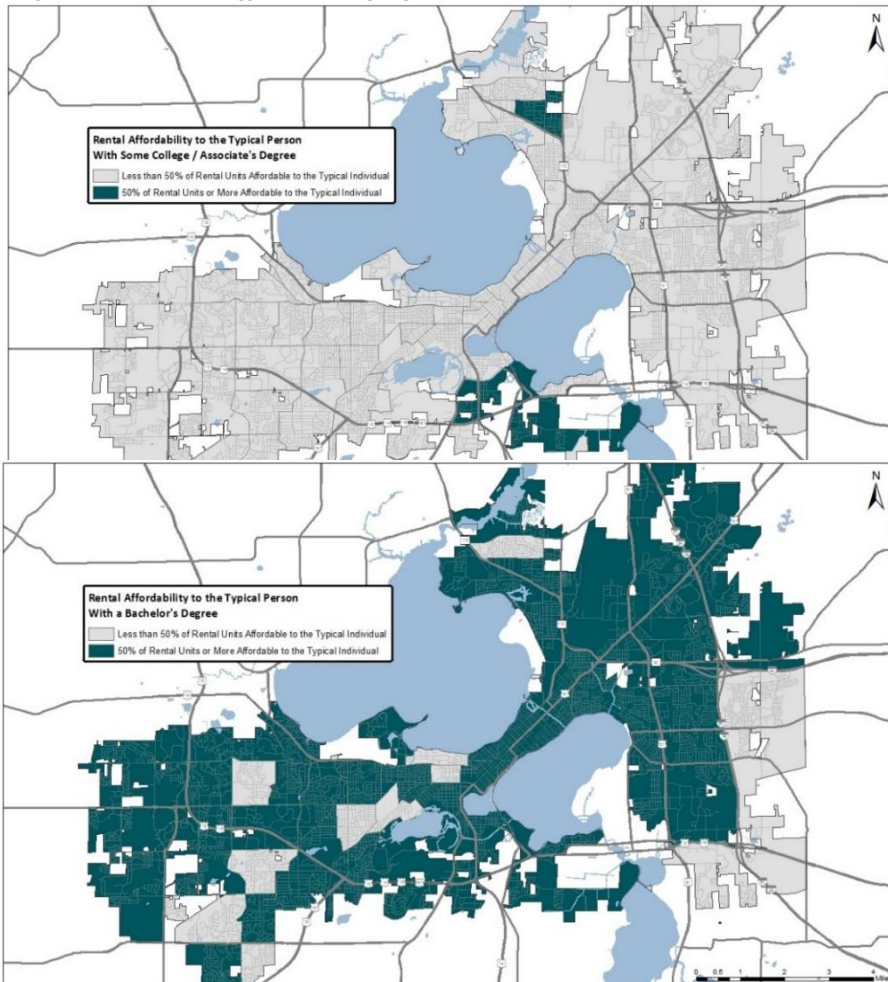 N
Rental Affordability to the Typical Person
With Some College / Associate's Degree
Less than 50% of Rental Units Affordable to the Typical Individual
50% of Rental Units or More Affordable to the Typical Individual
N
Rental Affordability to the Typical Person
With a Bachelor's Degree
Less than 50% of Rental Units Affordable to the Typical Individual
50% of Rental Units or More Affordable to the Typical Individual
0 0.5 1 2 3 4